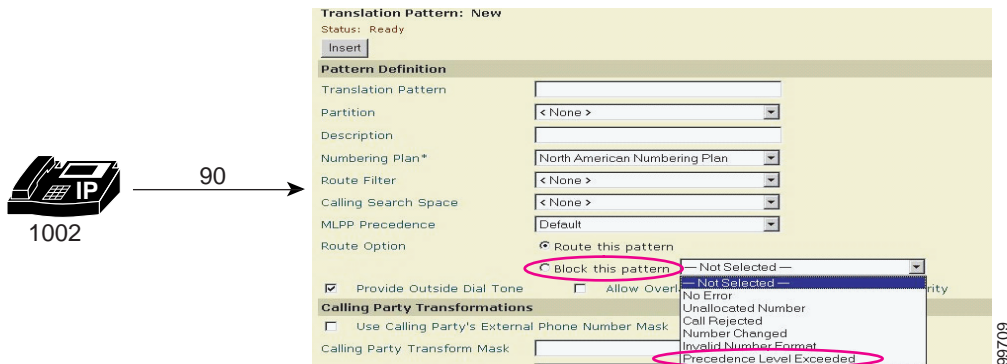 Translation Pattern: New
Status: Ready
Insert
Pattern Definition
Translation Pattern
Partition < None >
Description
Numbering Plan* North American Numbering Plan
Route Filter < None >
Calling Search Space < None >
MLPP Precedence Default
Route Option Route this pattern
Block this pattern — Not Selected —
— Not Selected —
Provide Outside Dial Tone Allow Overl rity
No Error
Unallocated Number
Calling Party Transformations Call Rejected
Use Calling Party's External Phone Number Mask Number Changed
Invalid Number Format
Calling Party Transform Mask Precedence Level Exceeded
IP
1002
90
99709